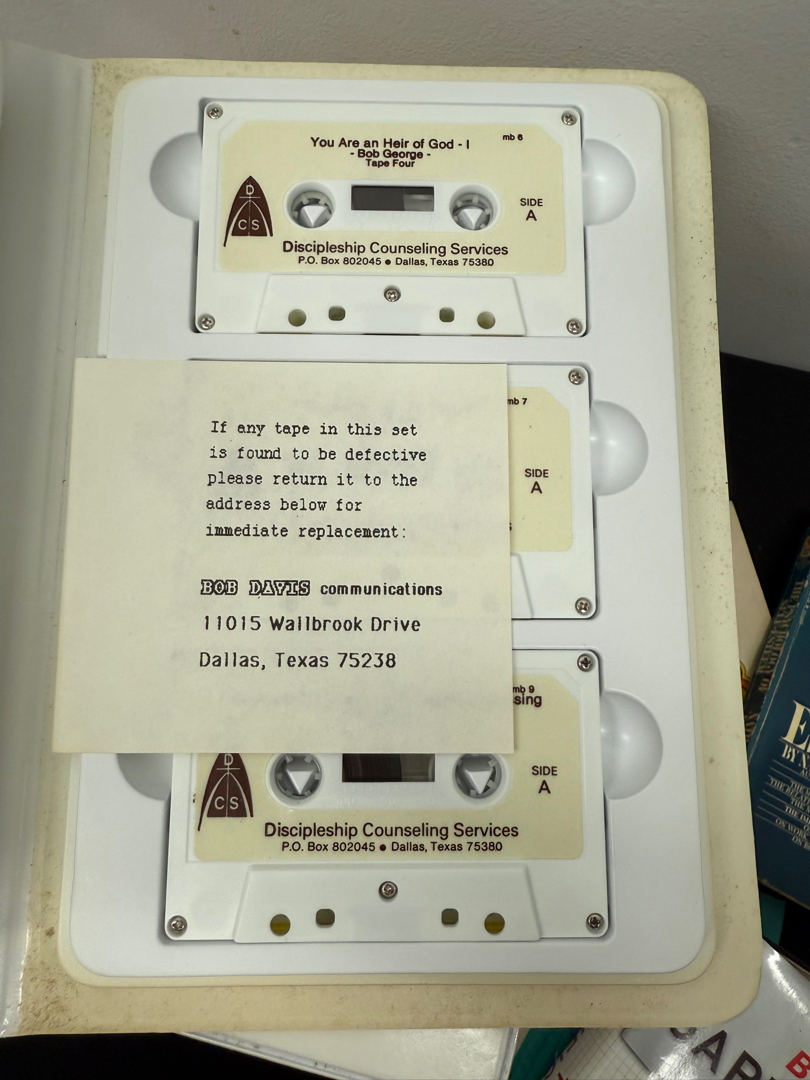 You Are an Heir of God - I
mb 6
- Bob George -
Tape Four
D
C S
SIDE
A
Discipleship Counseling Services
P.O. Box 802045 ● Dallas, Texas 75380
mb 7
SIDE
A
s
If any tape in this set
is found to be defective
please return it to the
address below for
immediate replacement:
BOB DAVIS communications
11015 Wallbrook Drive
Dallas, Texas 75238
mb 9
sing
D
C S
SIDE
A
Discipleship Counseling Services
P.O. Box 802045 ● Dallas, Texas 75380